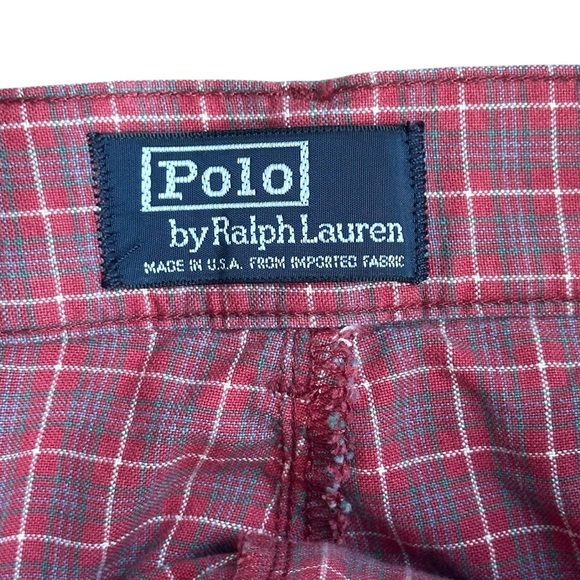 Polo
by Ralph Lauren
MADE IN U.S.A. FROM IMPORTED FABRIC